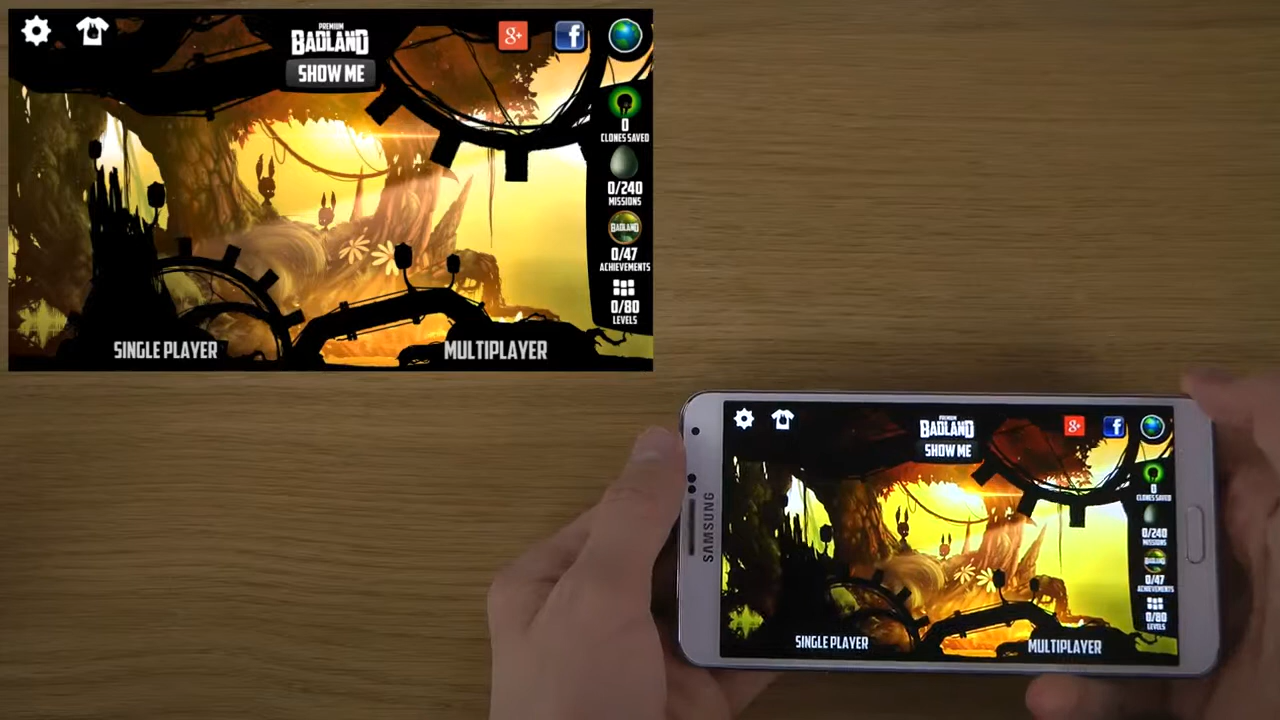 PREMIUM
BADLAND
SHOW ME
g+
f
0
CLONES SAVED
0/240
MISSIONS
BADLAND
0/47
ACHIEVEMENTS
0/80
LEVELS
SINGLE PLAYER
MULTIPLAYER
SAMSUNG
PREMIUM
BADLAND
SHOW ME
g+
f
0
CLONES SAVED
0/240
MISSIONS
BADLAND
0/47
ACHIEVEMENTS
0/80
LEVELS
SINGLE PLAYER
MULTIPLAYER